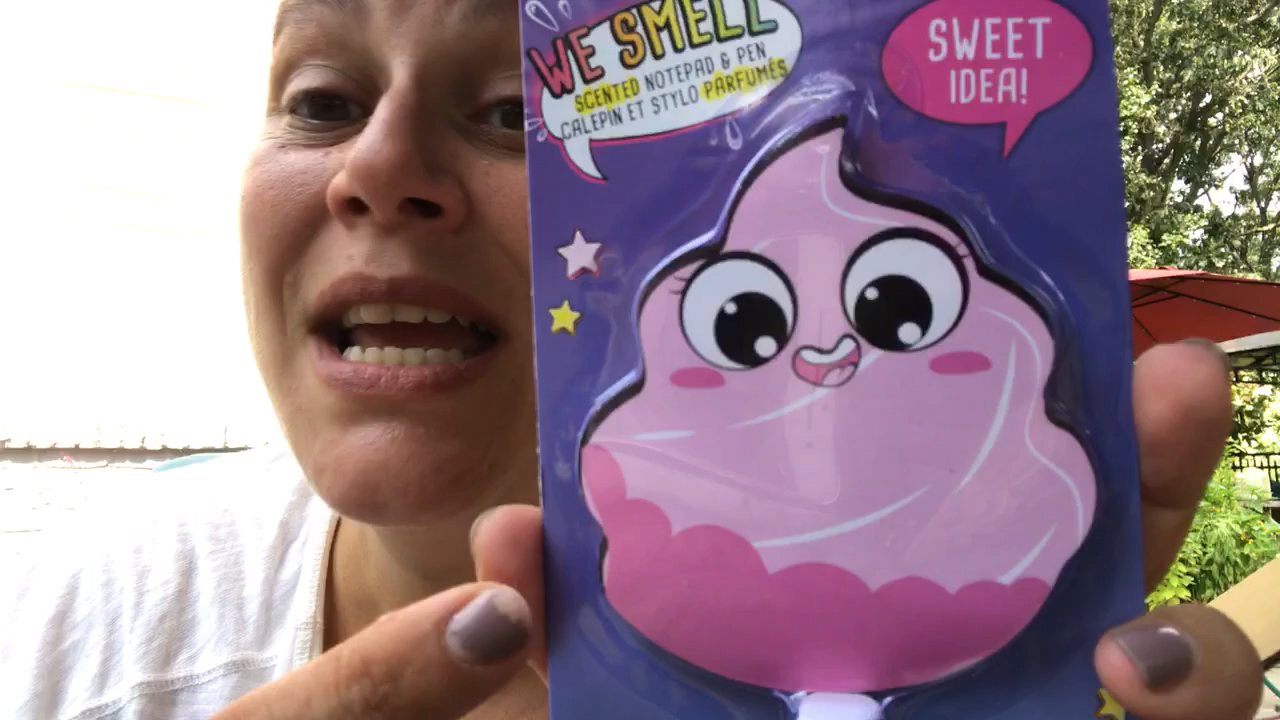 WE SMELL
SCENTED NOTEPAD & PEN
CALEPIN ET STYLO PARFUMÉS
SWEET
IDEA!